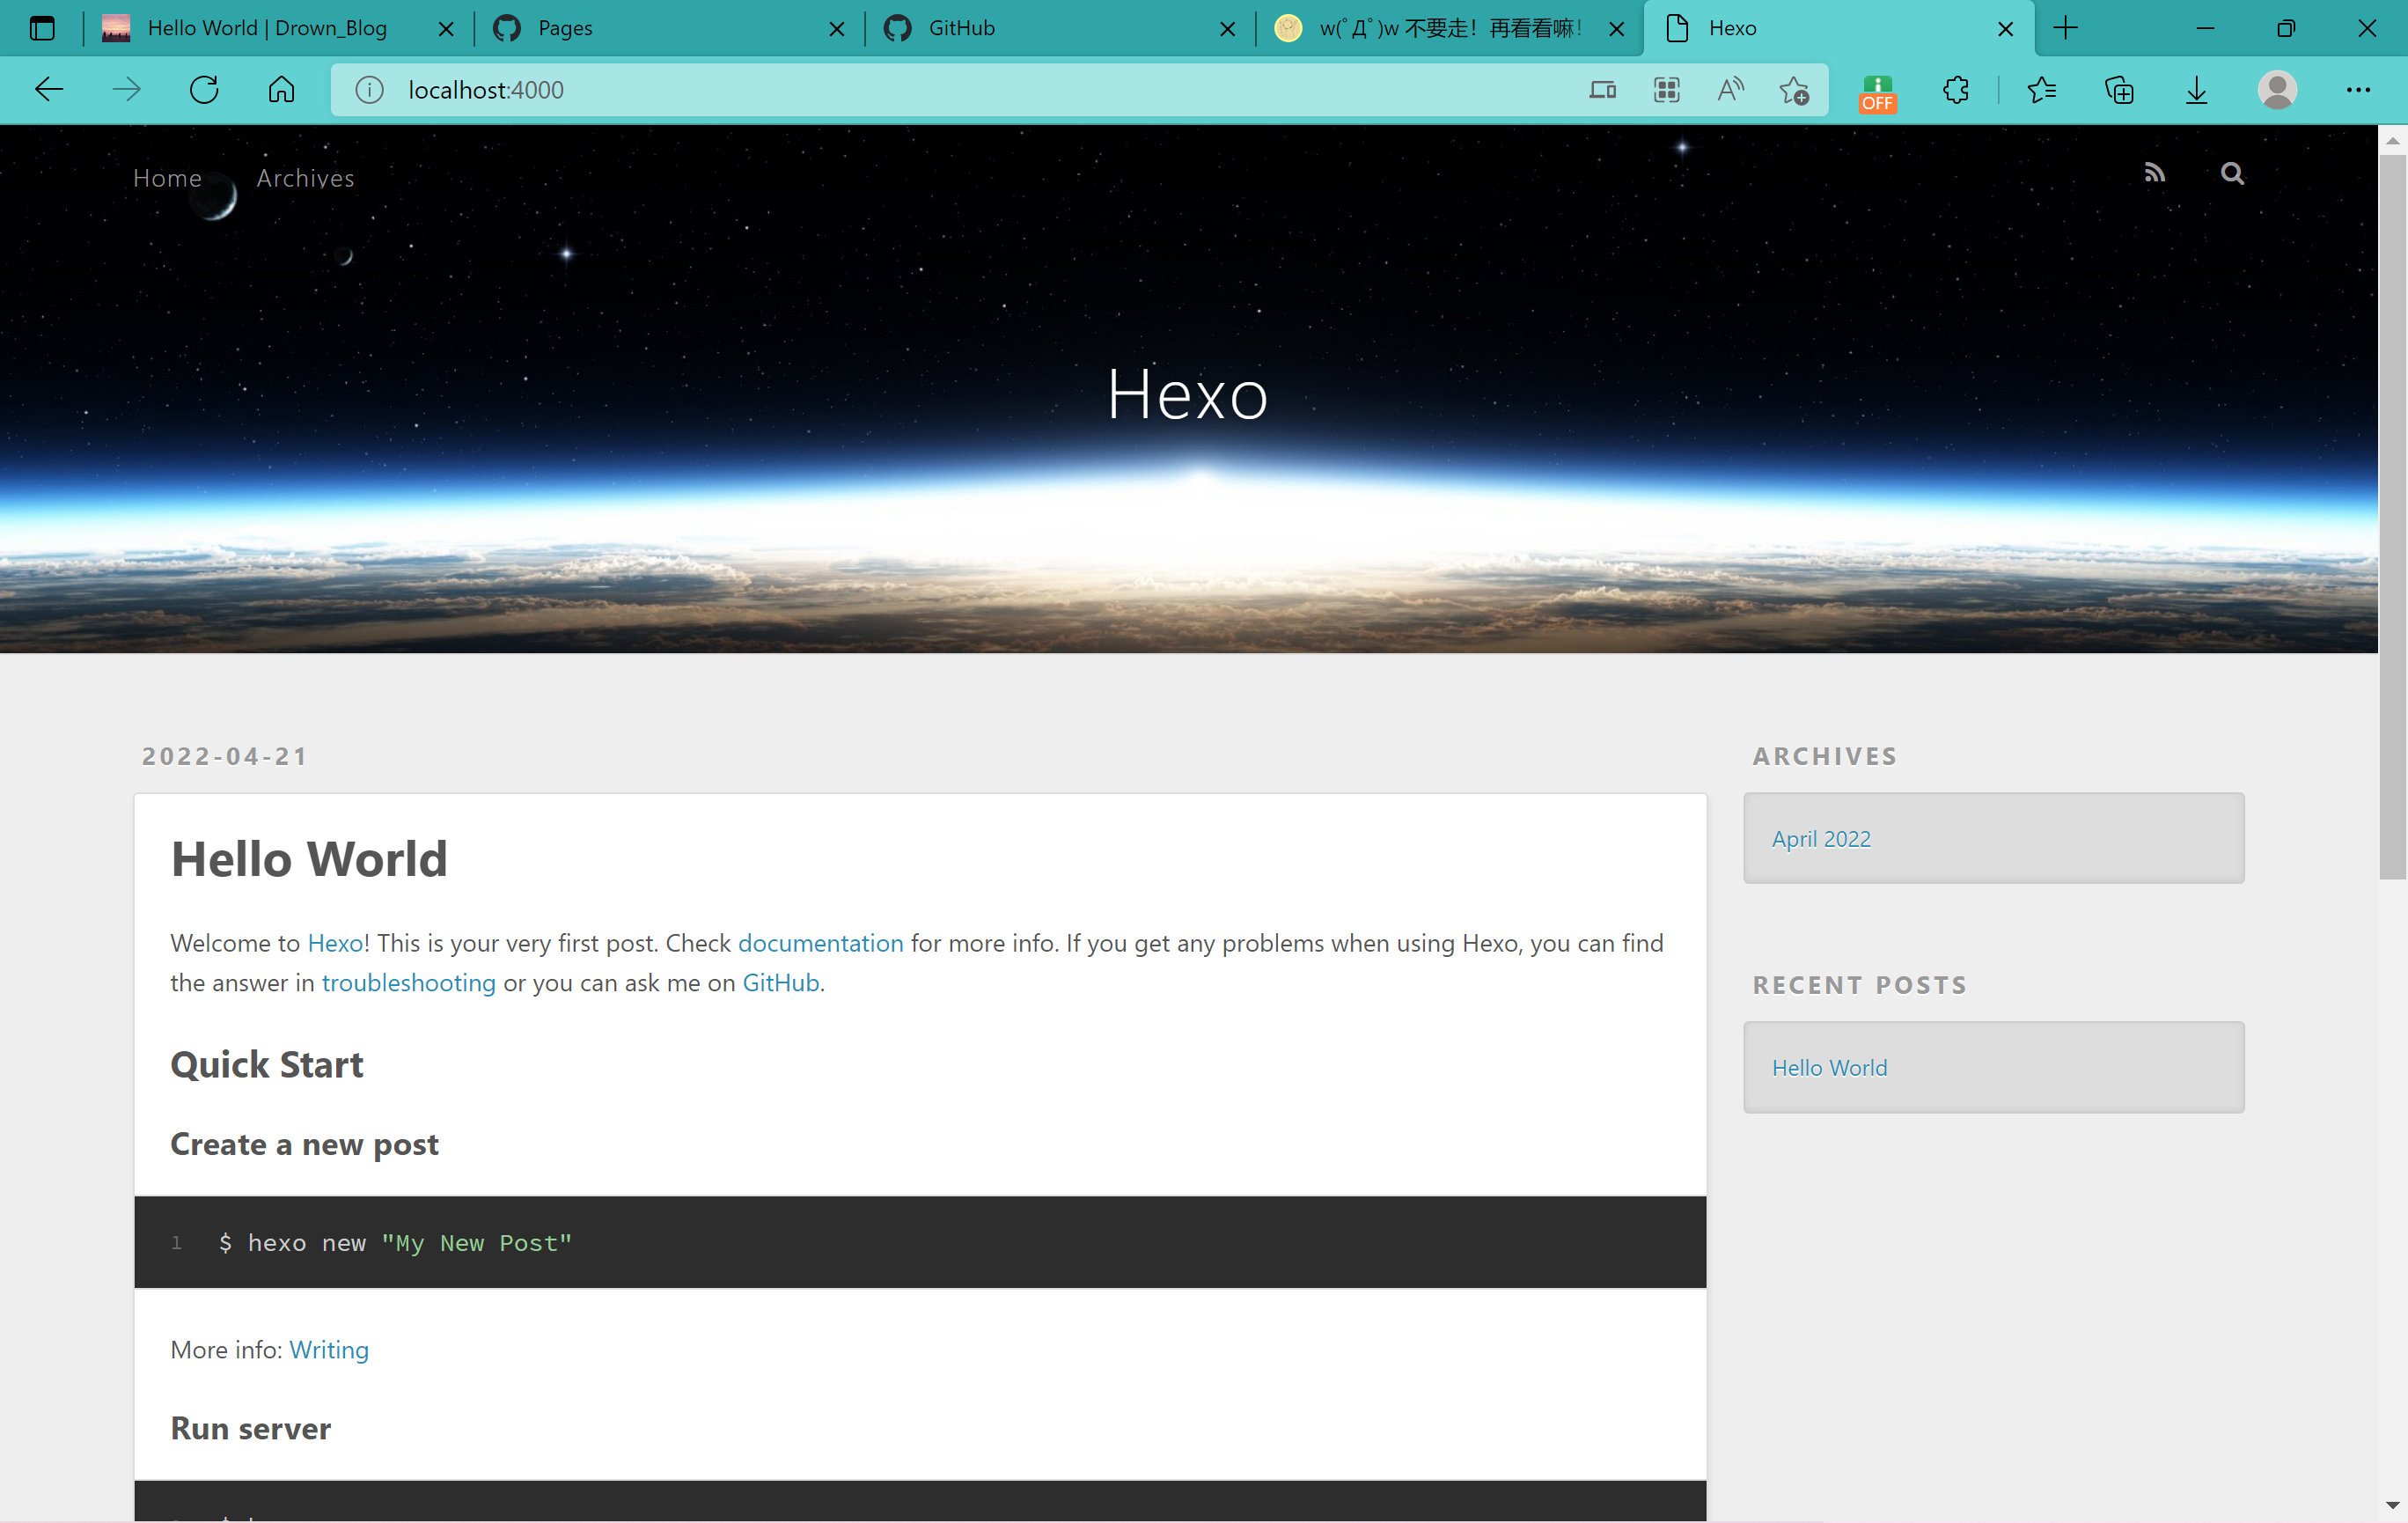 Hello World | Drown_Blog
Pages
GitHub
w(ﾟДﾟ)w 不要走！再看看嘛！
Hexo
localhost:4000
OFF
Home
Archives
Hexo
2022-04-21
Hello World
Welcome to Hexo! This is your very first post. Check documentation for more info. If you get any problems when using Hexo, you can find
the answer in troubleshooting or you can ask me on GitHub.
Quick Start
Create a new post
1 $ hexo new "My New Post"
More info: Writing
Run server
ARCHIVES
April 2022
RECENT POSTS
Hello World